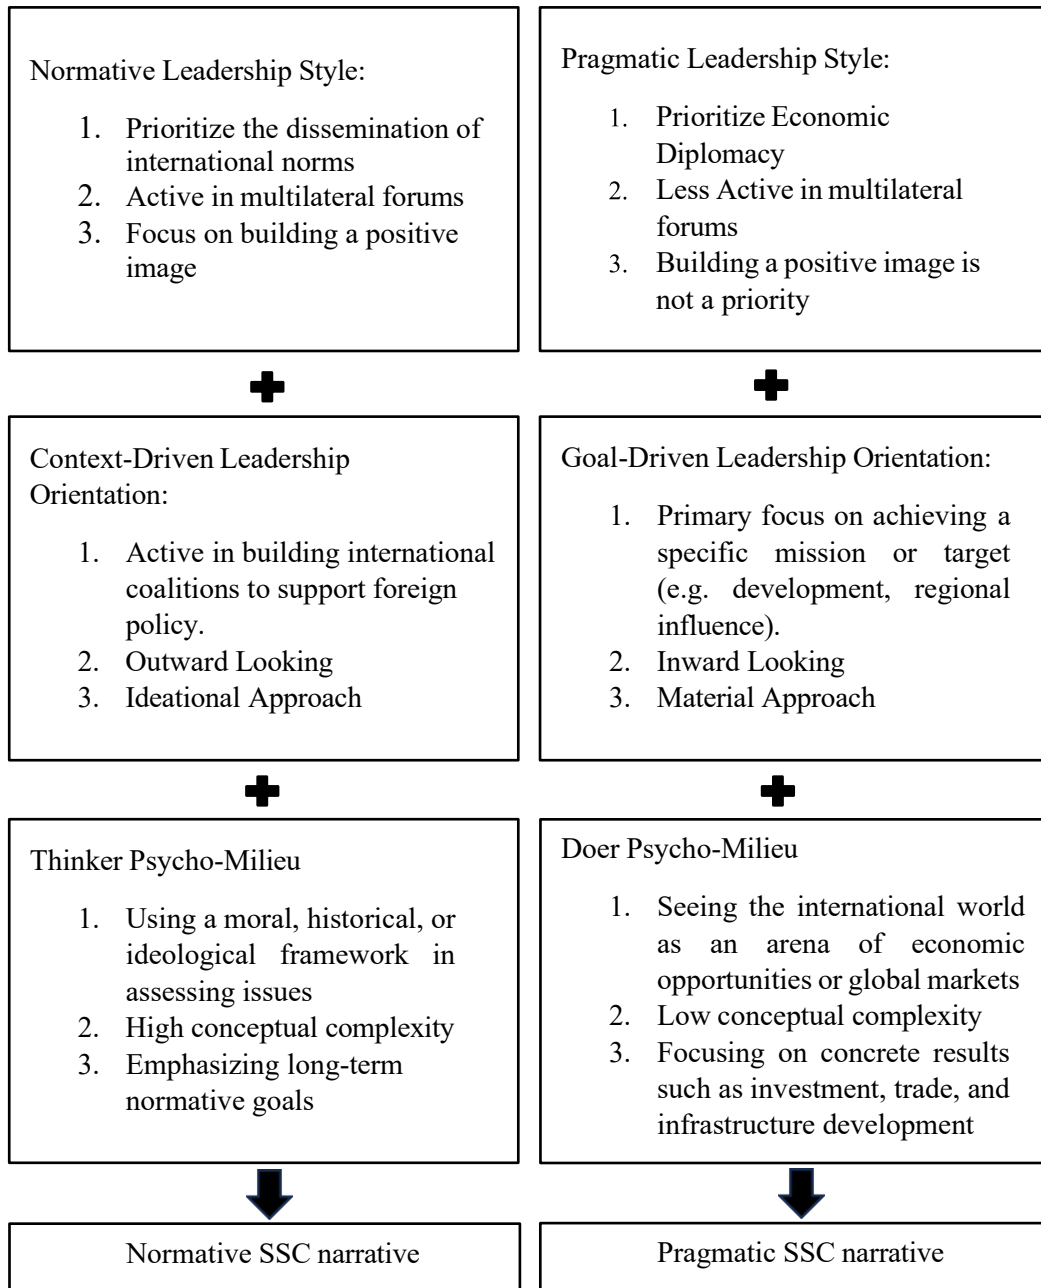 Normative Leadership Style:
1. Prioritize the dissemination of
international norms
2. Active in multilateral forums
3. Focus on building a positive
image
Pragmatic Leadership Style:
1. Prioritize Economic
Diplomacy
2. Less Active in multilateral
forums
3. Building a positive image is
not a priority
Context-Driven Leadership
Orientation:
1. Active in building international
coalitions to support foreign
policy.
2. Outward Looking
3. Ideational Approach
Goal-Driven Leadership Orientation:
1. Primary focus on achieving a
specific mission or target
(e.g. development, regional
influence).
2. Inward Looking
3. Material Approach
Thinker Psycho-Milieu
1. Using a moral, historical, or
ideological framework in
assessing issues
2. High conceptual complexity
3. Emphasizing long-term
normative goals
Doer Psycho-Milieu
1. Seeing the international world
as an arena of economic
opportunities or global markets
2. Low conceptual complexity
3. Focusing on concrete results
such as investment, trade, and
infrastructure development
Normative SSC narrative
Pragmatic SSC narrative